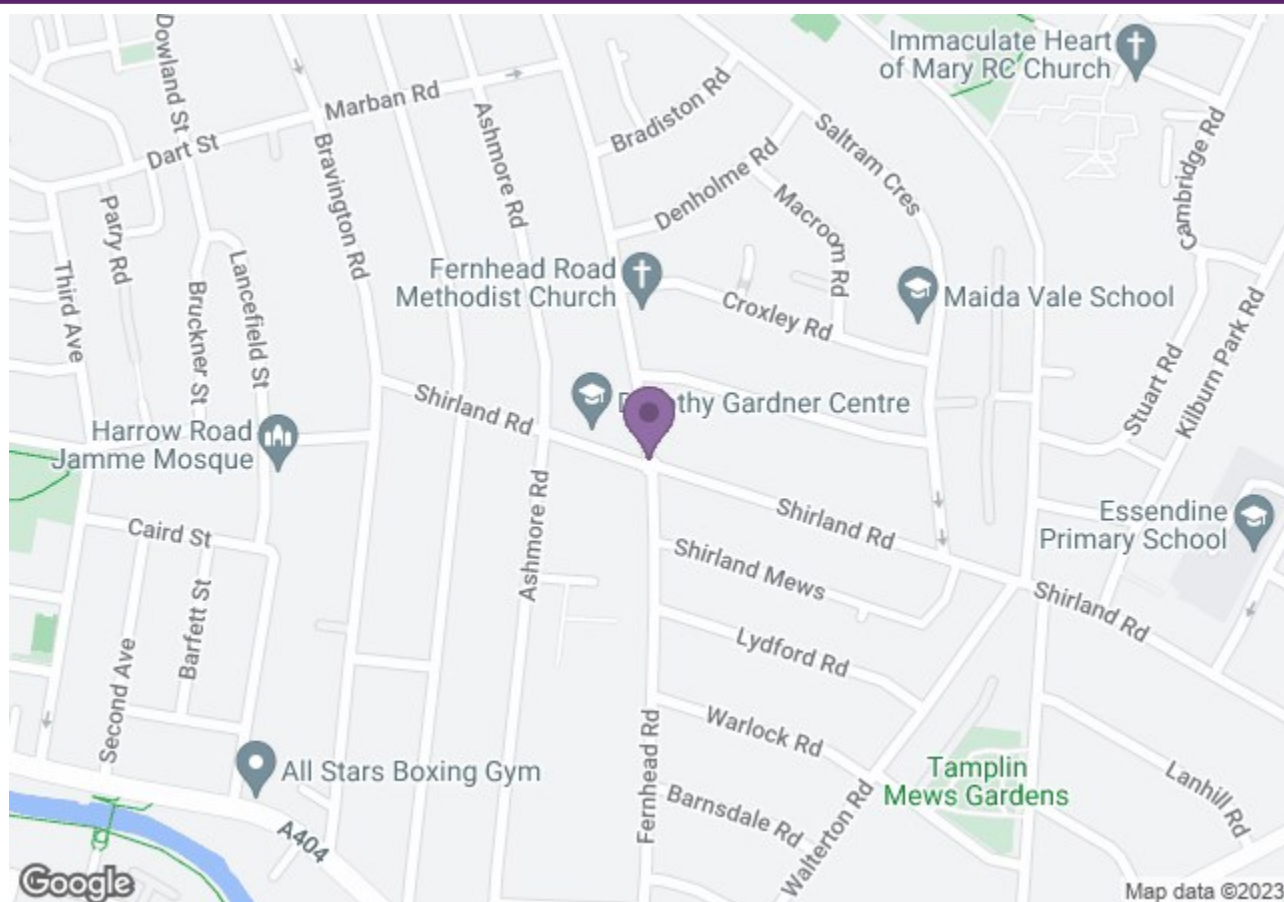 Dowland St
Immaculate Heart
of Mary RC Church
Marban Rd
Dart St
Bravington Rd
Ashmore Rd
Bradiston Rd
Saltram Cres
Denholme Rd
Macroom Rd
Cambridge Rd
Parry Rd
Third Ave
Bruckner St
Lancefield St
Fernhead Road
Methodist Church
Croxley Rd
Maida Vale School
Stuart Rd
Kilburn Park Rd
Shirland Rd
Gardner Centre
Harrow Road
Jamme Mosque
Caird St
Ashmore Rd
Shirland Rd
Essendine
Primary School
Shirland Mews
Shirland Rd
Barfett St
Second Ave
Lydford Rd
Fernhead Rd
Warlock Rd
All Stars Boxing Gym
Tamplin
Mews Gardens
Lanhill Rd
Barnsdale Rd
Walterton Rd
A404
Google
Map data ©2023